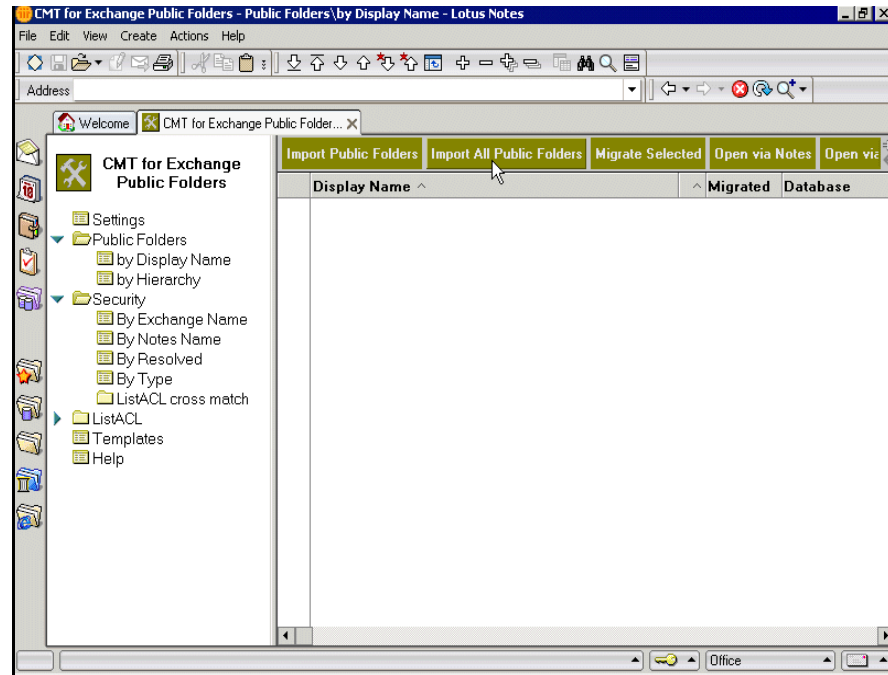 CMT for Exchange Public Folders - Public Folders\by Display Name - Lotus Notes
File Edit View Create Actions Help
Address
Welcome CMT for Exchange Public Folder...
Import Public Folders Import All Public Folders Migrate Selected Open via Notes Open via
CMT for Exchange
Public Folders
Display Name Migrated Database
Settings
Public Folders
by Display Name
by Hierarchy
Security
By Exchange Name
By Notes Name
By Resolved
By Type
ListACL cross match
ListACL
Templates
Help
Office